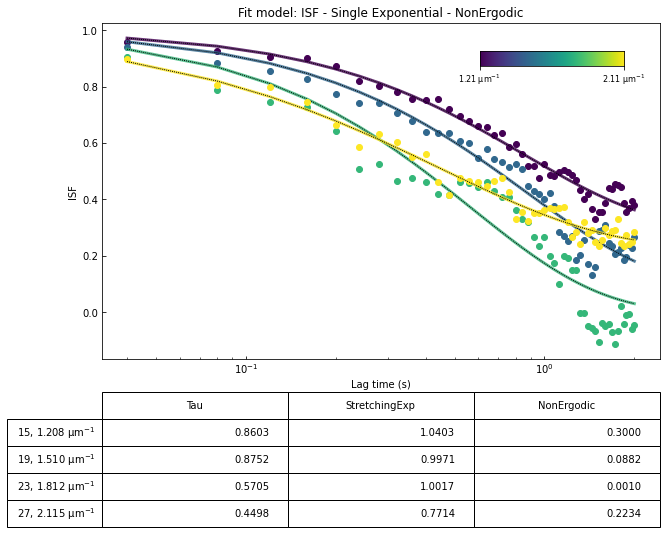 Fit model: ISF - Single Exponential - NonErgodic
1.0
0.8
0.6
0.4
0.2
0.0
ISF
1.21 μm⁻¹ 2.11 μm⁻¹
10⁻¹ 10⁰
Lag time (s)
Tau StretchingExp NonErgodic
15, 1.208 μm⁻¹ 0.8603 1.0403 0.3000
19, 1.510 μm⁻¹ 0.8752 0.9971 0.0882
23, 1.812 μm⁻¹ 0.5705 1.0017 0.0010
27, 2.115 μm⁻¹ 0.4498 0.7714 0.2234